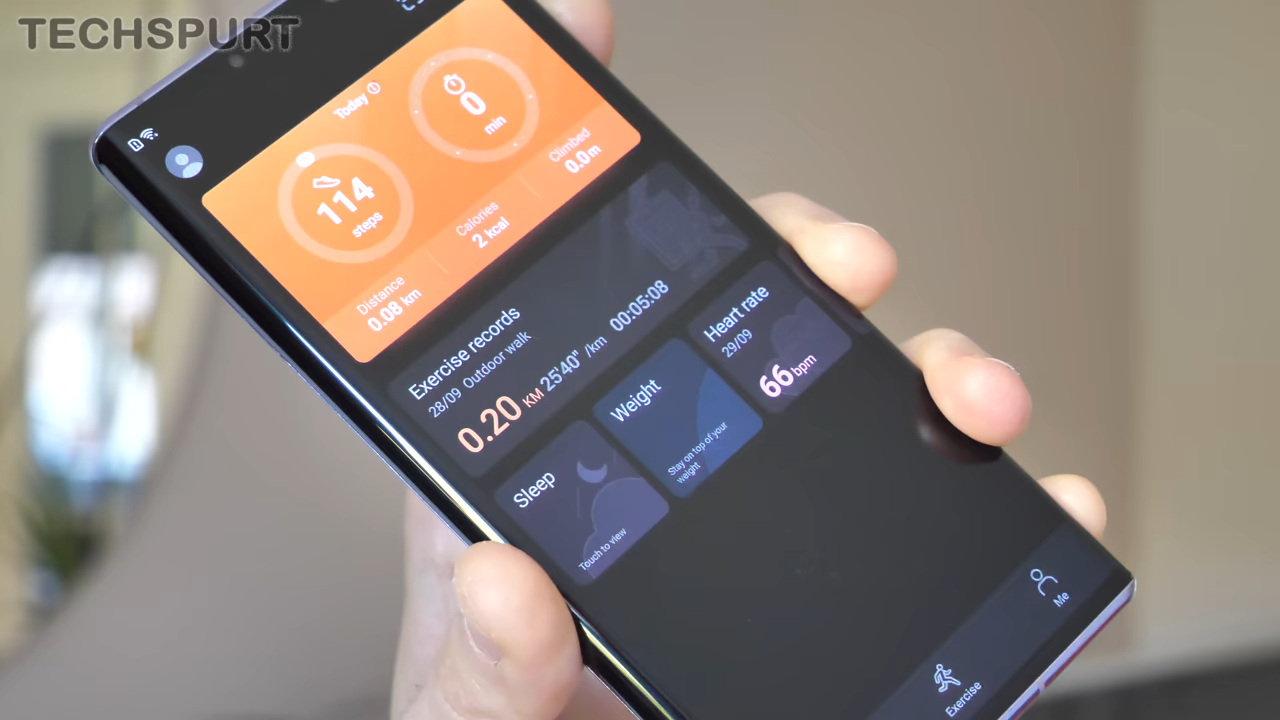 TECHSPURT
Today
114
steps
0
min
Distance
0.08 km
Calories
2 kcal
Climbed
0.0 m
Exercise records
28/09 Outdoor walk
0.20 KM 25'40" /km 00:05:08
Sleep
Touch to view
Weight
Stay on top of your
weight
Heart rate
29/09
66 bpm
Exercise
Me